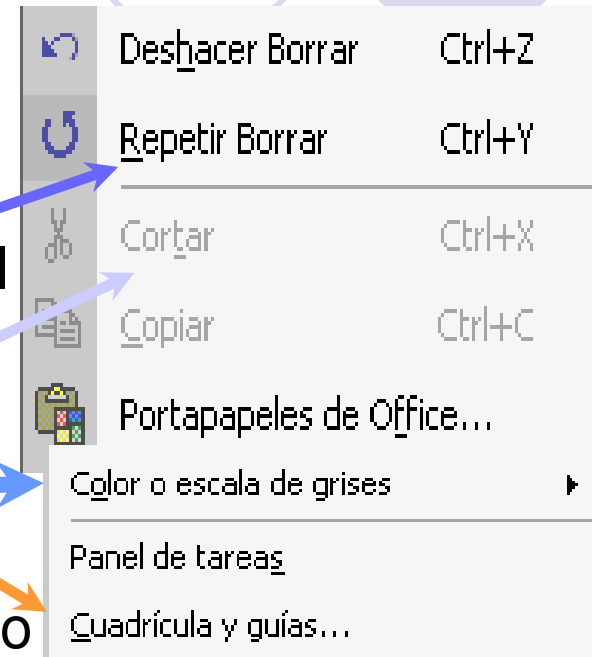 Deshacer Borrar Ctrl+Z
Repetir Borrar Ctrl+Y
Cortar Ctrl+X
Copiar Ctrl+C
Portapapeles de Office...
Color o escala de grises
Panel de tareas
Cuadrícula y guías...
o